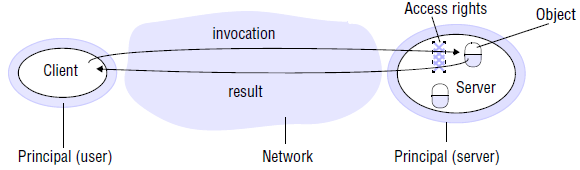 Access rights
Object
invocation
Client
result
Server
Principal (user)
Network
Principal (server)